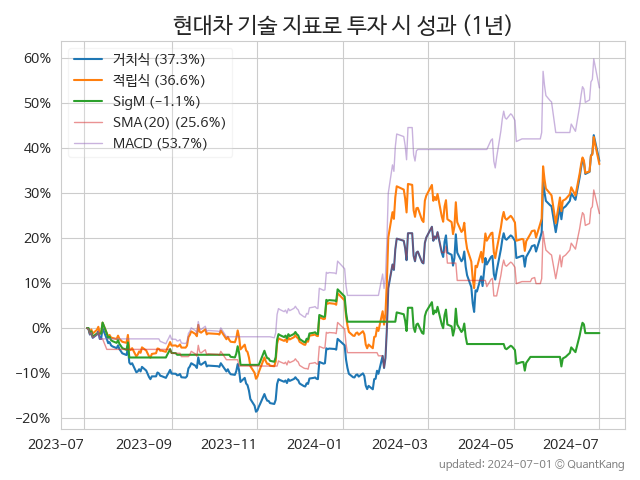 현대차 기술 지표로 투자 시 성과 (1년)
거치식 (37.3%)
적립식 (36.6%)
SigM (−1.1%)
SMA(20) (25.6%)
MACD (53.7%)
60%
50%
40%
30%
20%
10%
0%
−10%
−20%
2023-07 2023-09 2023-11 2024-01 2024-03 2024-05 2024-07
updated: 2024-07-01 © QuantKang